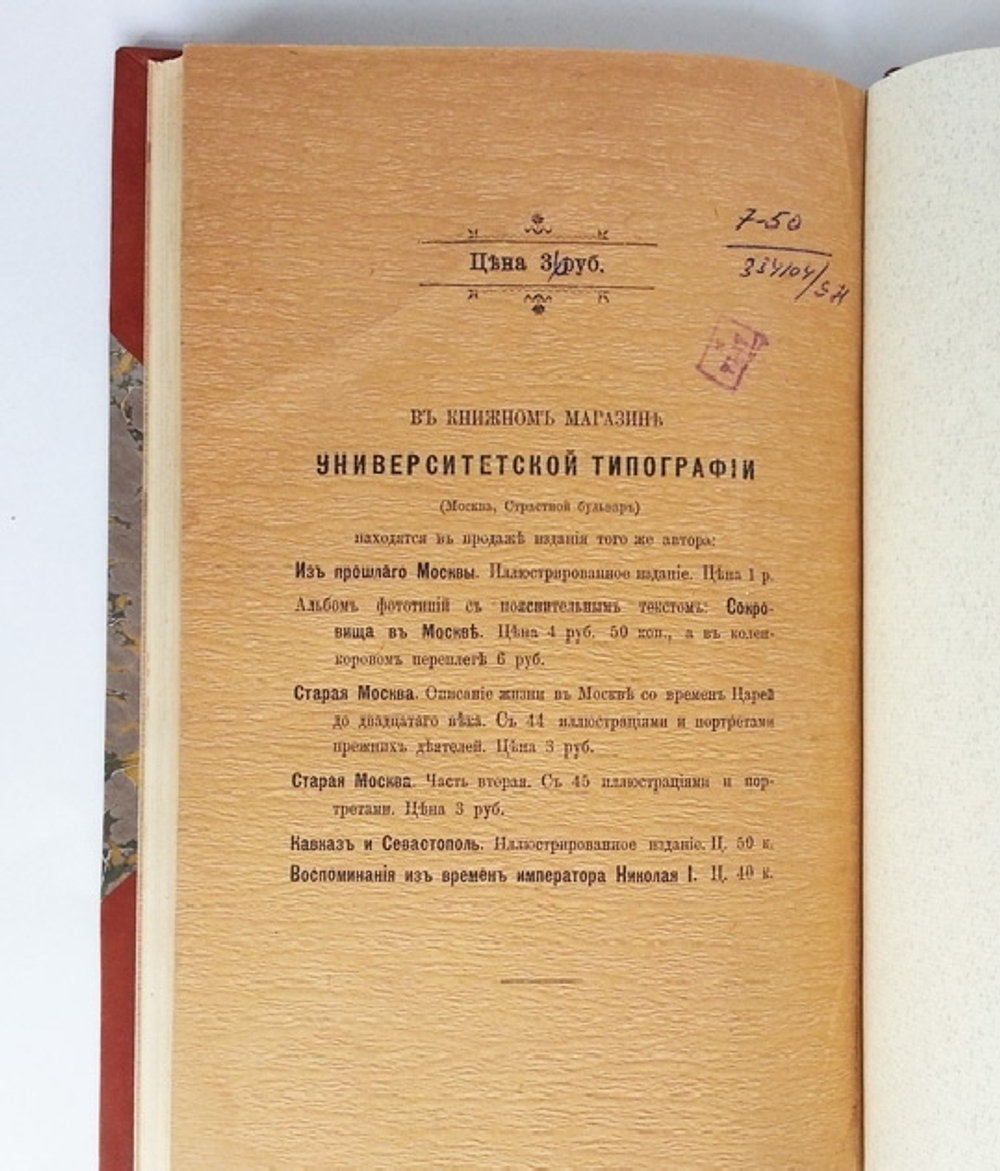 7-50
Цѣна 3 руб.
334104/
ВЪ КНИЖНОМЪ МАГАЗИНѢ
УНИВЕРСИТЕТСКОЙ ТИПОГРАФІИ
(Москва, Страстной бульваръ)
находятся въ продажѣ изданія того же автора:
Изъ прошлаго Москвы. Иллюстрированное изданіе. Цѣна 1 р.
Альбомъ фототипій съ пояснительнымъ текстомъ: Сокро-
вища въ Москвѣ. Цѣна 4 руб. 50 коп., а въ колен-
коровомъ переплетѣ 6 руб.
Старая Москва. Описаніе жизни въ Москвѣ со временъ Царей
до двадцатаго вѣка. Съ 44 иллюстраціями и портретами
прежнихъ дѣятелей. Цѣна 3 руб.
Старая Москва. Часть вторая. Съ 45 иллюстраціями и пор-
третами. Цѣна 3 руб.
Кавказъ и Севастополь. Иллюстрированное изданіе. Ц. 50 к.
Воспоминанія изъ временъ императора Николая I. Ц. 40 к.